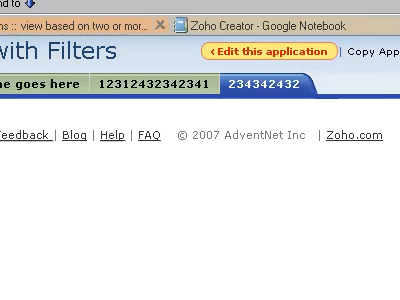 nd to
ns :: view based on two or mor... Zoho Creator - Google Notebook
with Filters
‹ Edit this application | Copy App
ne goes here 12312432342341 234342432
Feedback | Blog | Help | FAQ © 2007 AdventNet Inc | Zoho.com